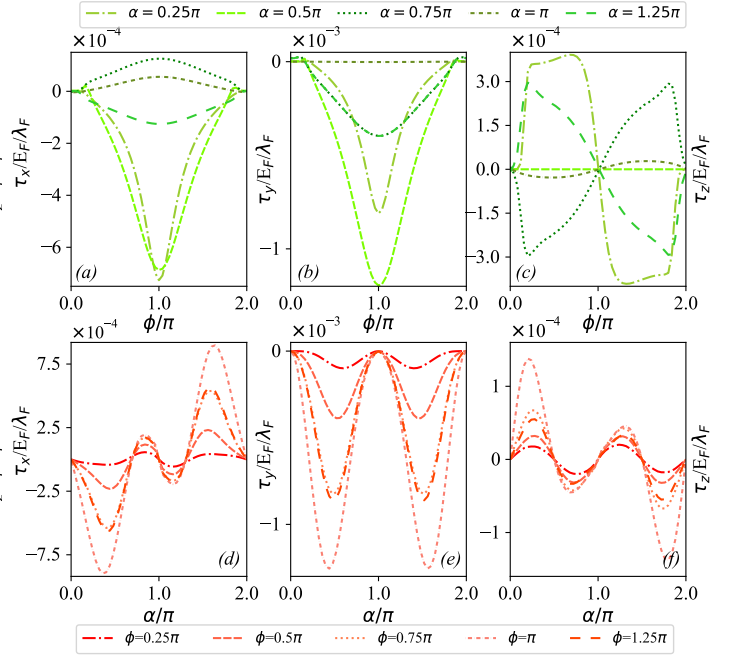 α = 0.25π α = 0.5π α = 0.75π α = π α = 1.25π
×10⁻⁴ ×10⁻³ ×10⁻⁴
0 −2 −4 −6
τₓ/E_F/λ_F
(a)
0.0 1.0 2.0
ϕ/π
0 −1
τ_y/E_F/λ_F
(b)
0.0 1.0 2.0
ϕ/π
3.0 1.5 0.0 −1.5 −3.0
τ_z/E_F/λ_F
(c)
0.0 1.0 2.0
ϕ/π
×10⁻⁴ ×10⁻³ ×10⁻⁴
7.5 2.5 −2.5 −7.5
τₓ/E_F/λ_F
(d)
0.0 1.0 2.0
α/π
0 −1
τ_y/E_F/λ_F
(e)
0.0 1.0 2.0
α/π
1 0 −1
τ_z/E_F/λ_F
(f)
0.0 1.0 2.0
α/π
ϕ=0.25π ϕ=0.5π ϕ=0.75π ϕ=π ϕ=1.25π